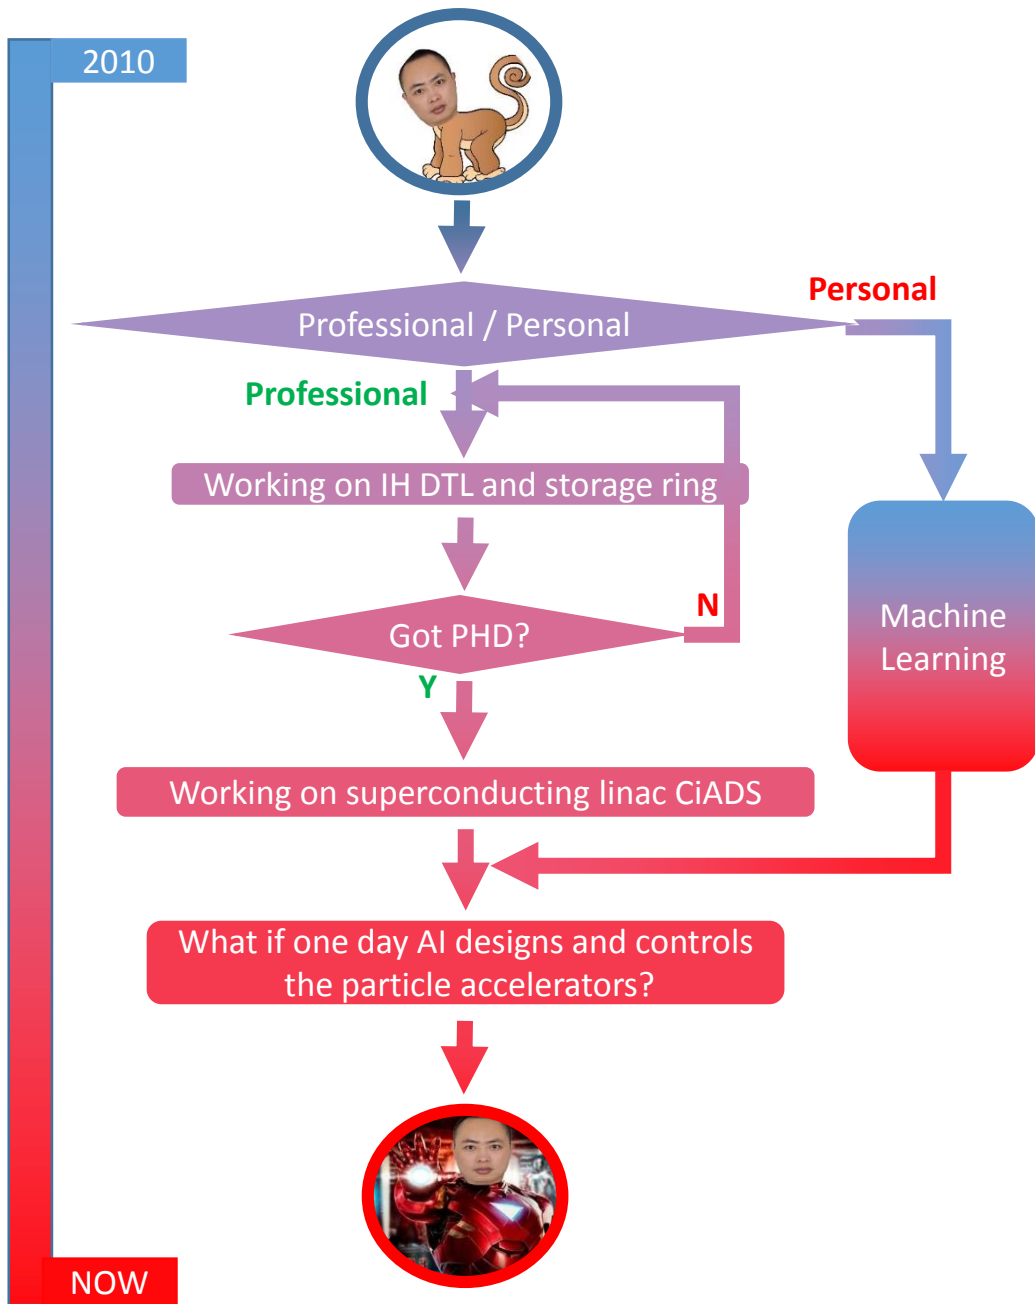 2010
Personal
Professional / Personal
Professional
Working on IH DTL and storage ring
N
Got PHD?
Machine
Learning
Y
Working on superconducting linac CiADS
What if one day AI designs and controls
the particle accelerators?
NOW